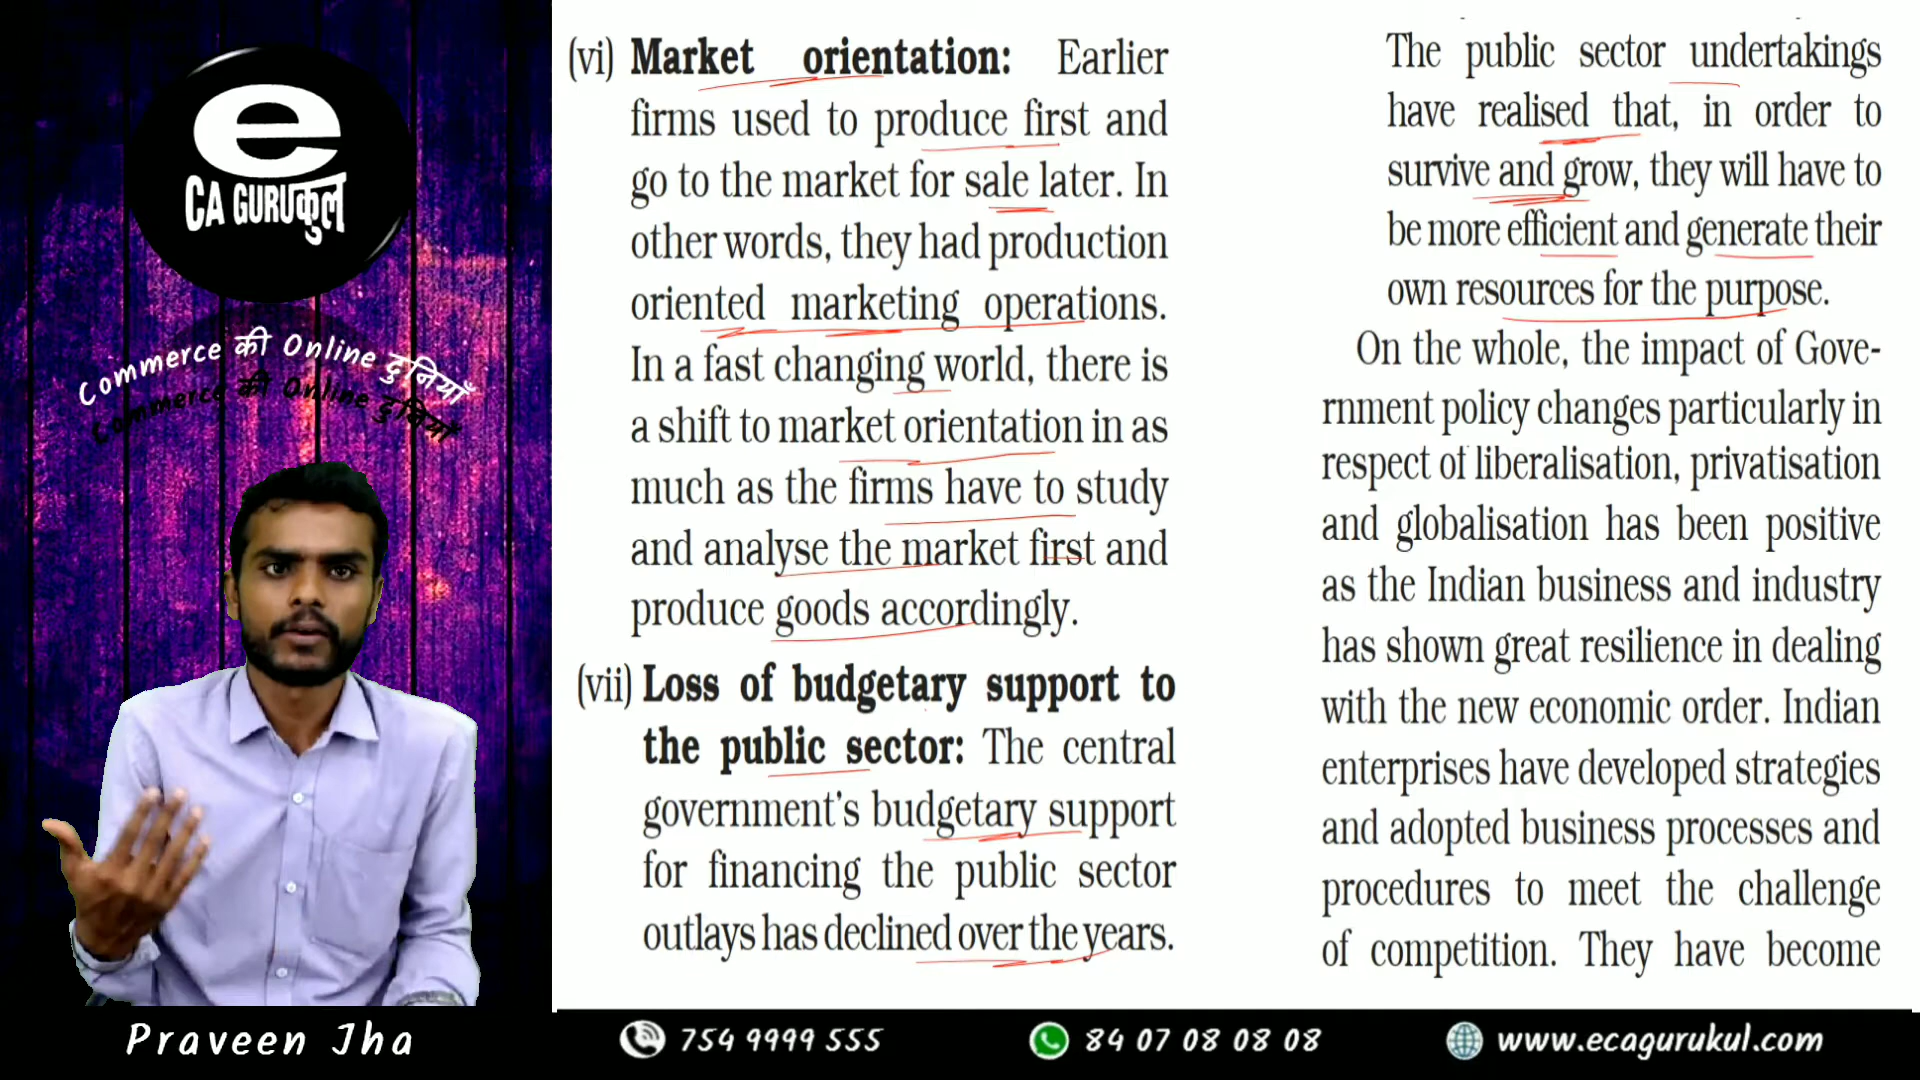 e
CA GURUकुल
Commerce की Online दुनियाँ
Commerce की Online दुनियाँ
(vi) Market orientation: Earlier
firms used to produce first and
go to the market for sale later. In
other words, they had production
oriented marketing operations.
In a fast changing world, there is
a shift to market orientation in as
much as the firms have to study
and analyse the market first and
produce goods accordingly.
(vii) Loss of budgetary support to
the public sector: The central
government’s budgetary support
for financing the public sector
outlays has declined over the years.
The public sector undertakings
have realised that, in order to
survive and grow, they will have to
be more efficient and generate their
own resources for the purpose.
On the whole, the impact of Gove-
rnment policy changes particularly in
respect of liberalisation, privatisation
and globalisation has been positive
as the Indian business and industry
has shown great resilience in dealing
with the new economic order. Indian
enterprises have developed strategies
and adopted business processes and
procedures to meet the challenge
of competition. They have become
Praveen Jha
754 9999 555
84 07 08 08 08
www.ecagurukul.com